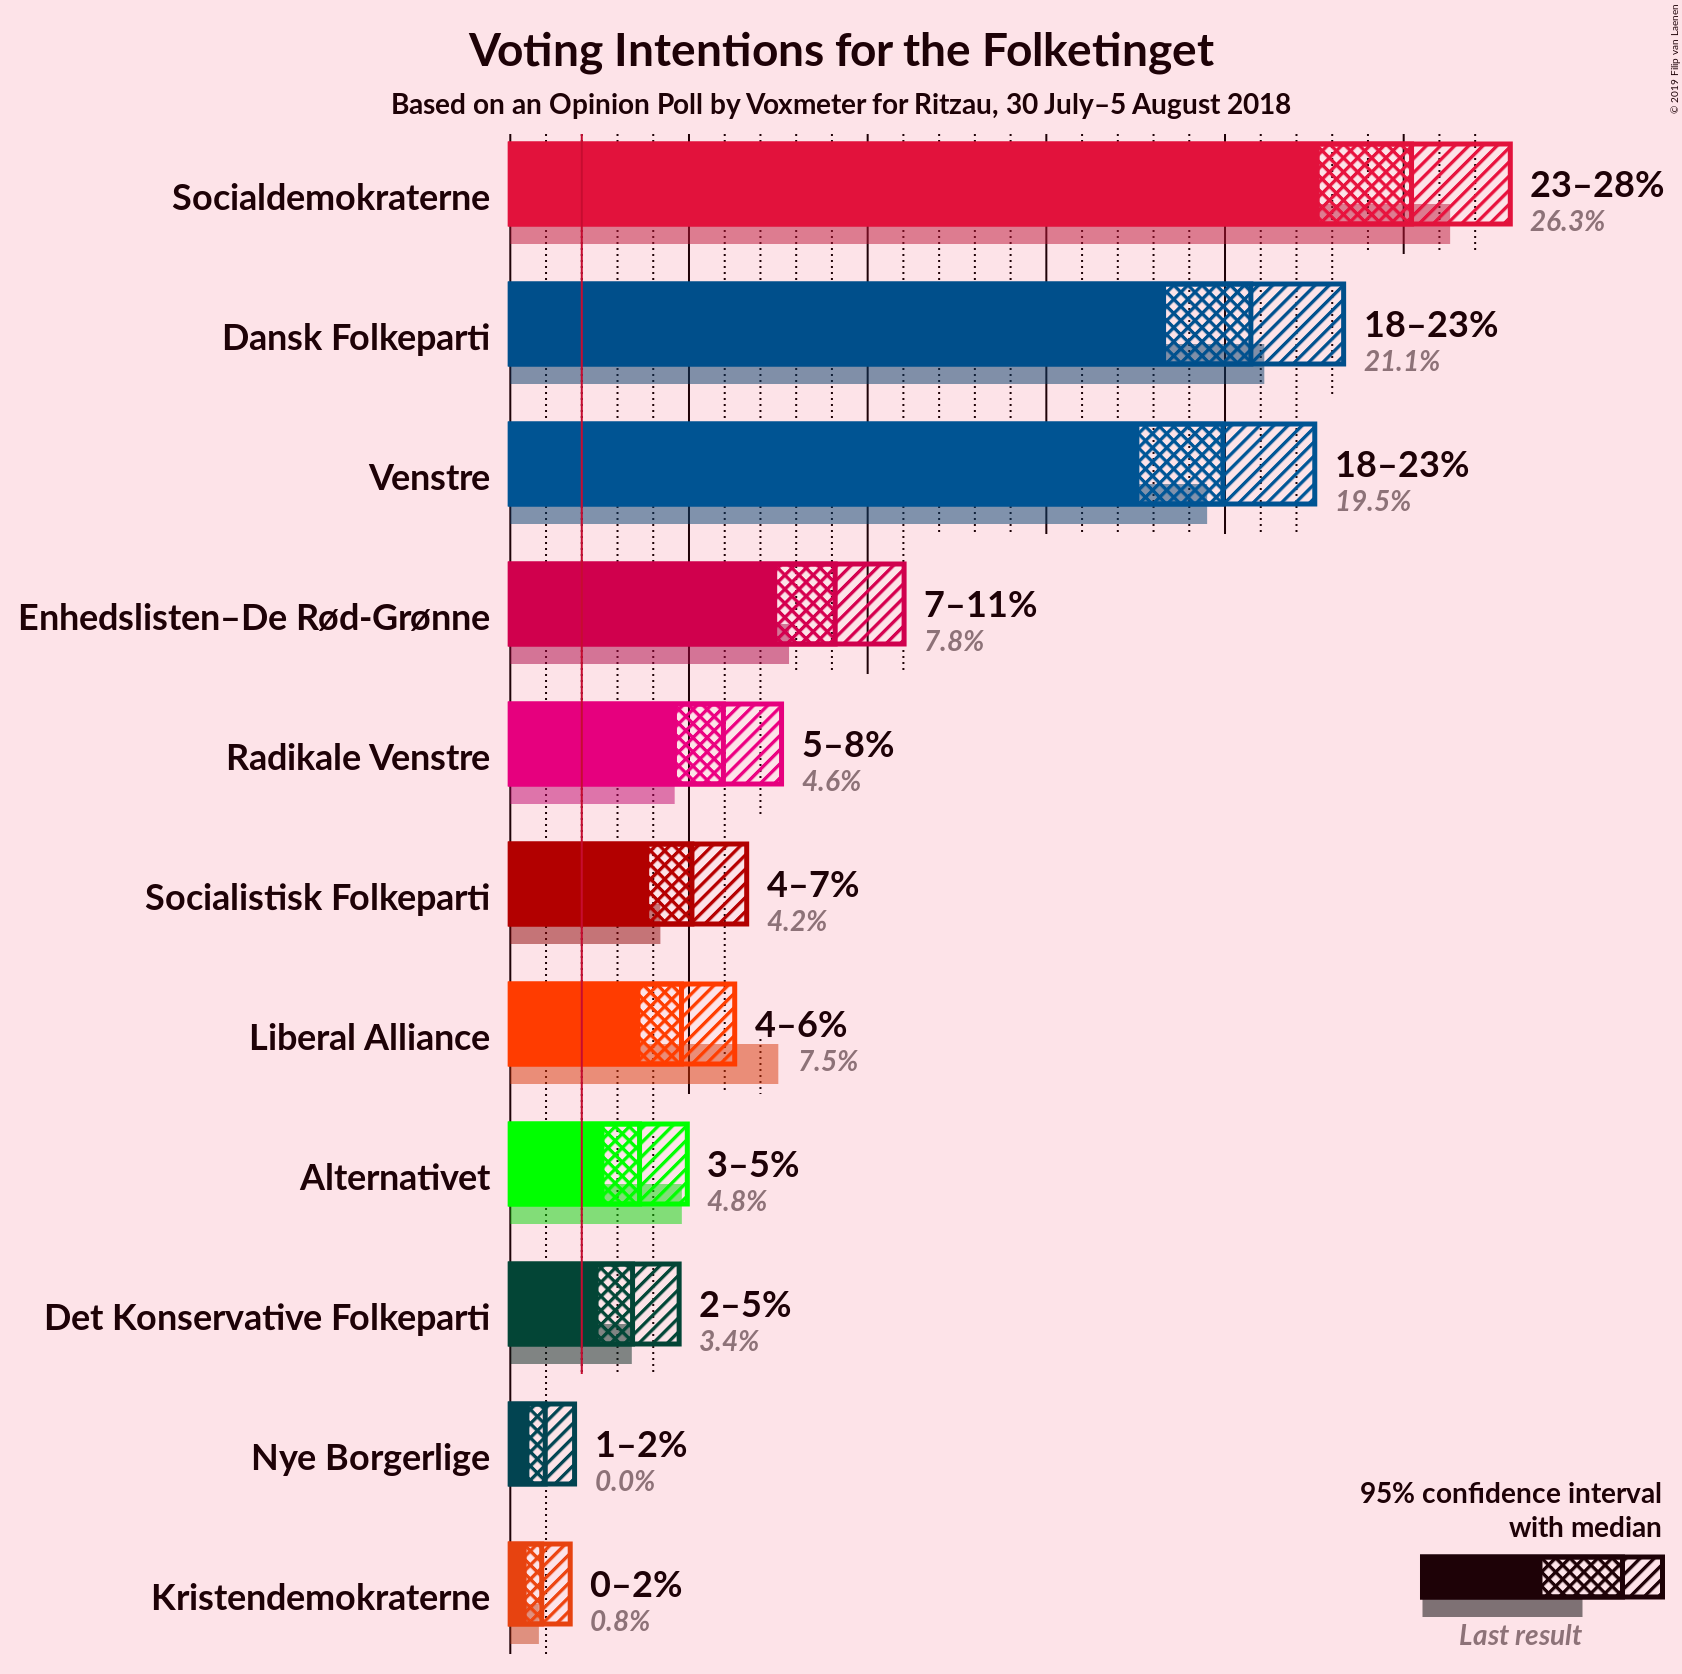 Voting Intentions for the Folketinget
Based on an Opinion Poll by Voxmeter for Ritzau, 30 July–5 August 2018
© 2019 Filip van Laenen
Socialdemokraterne
23–28%
26.3%
Dansk Folkeparti
18–23%
21.1%
Venstre
18–23%
19.5%
Enhedslisten–De Rød-Grønne
7–11%
7.8%
Radikale Venstre
5–8%
4.6%
Socialistisk Folkeparti
4–7%
4.2%
Liberal Alliance
4–6%
7.5%
Alternativet
3–5%
4.8%
Det Konservative Folkeparti
2–5%
3.4%
Nye Borgerlige
1–2%
0.0%
Kristendemokraterne
0–2%
0.8%
95% confidence interval
with median
Last result